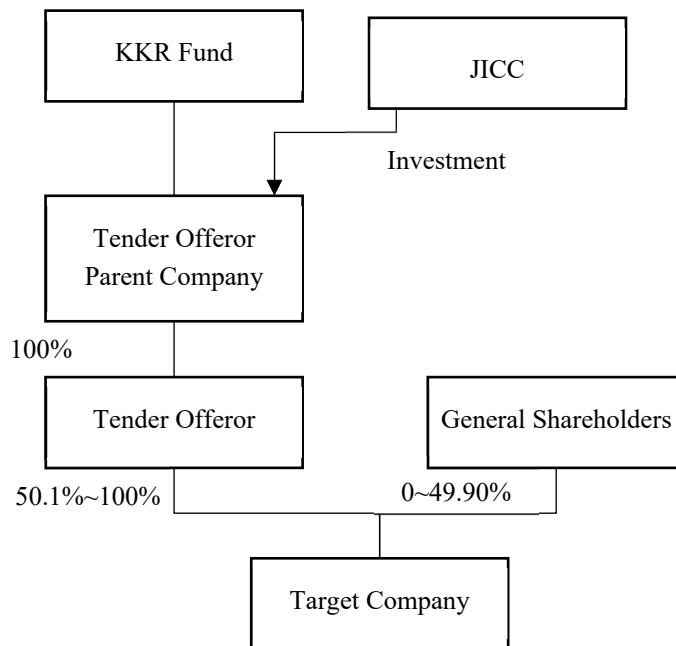 KKR Fund
JICC
Investment
Tender Offeror
Parent Company
100%
Tender Offeror
General Shareholders
50.1%~100%
0~49.90%
Target Company